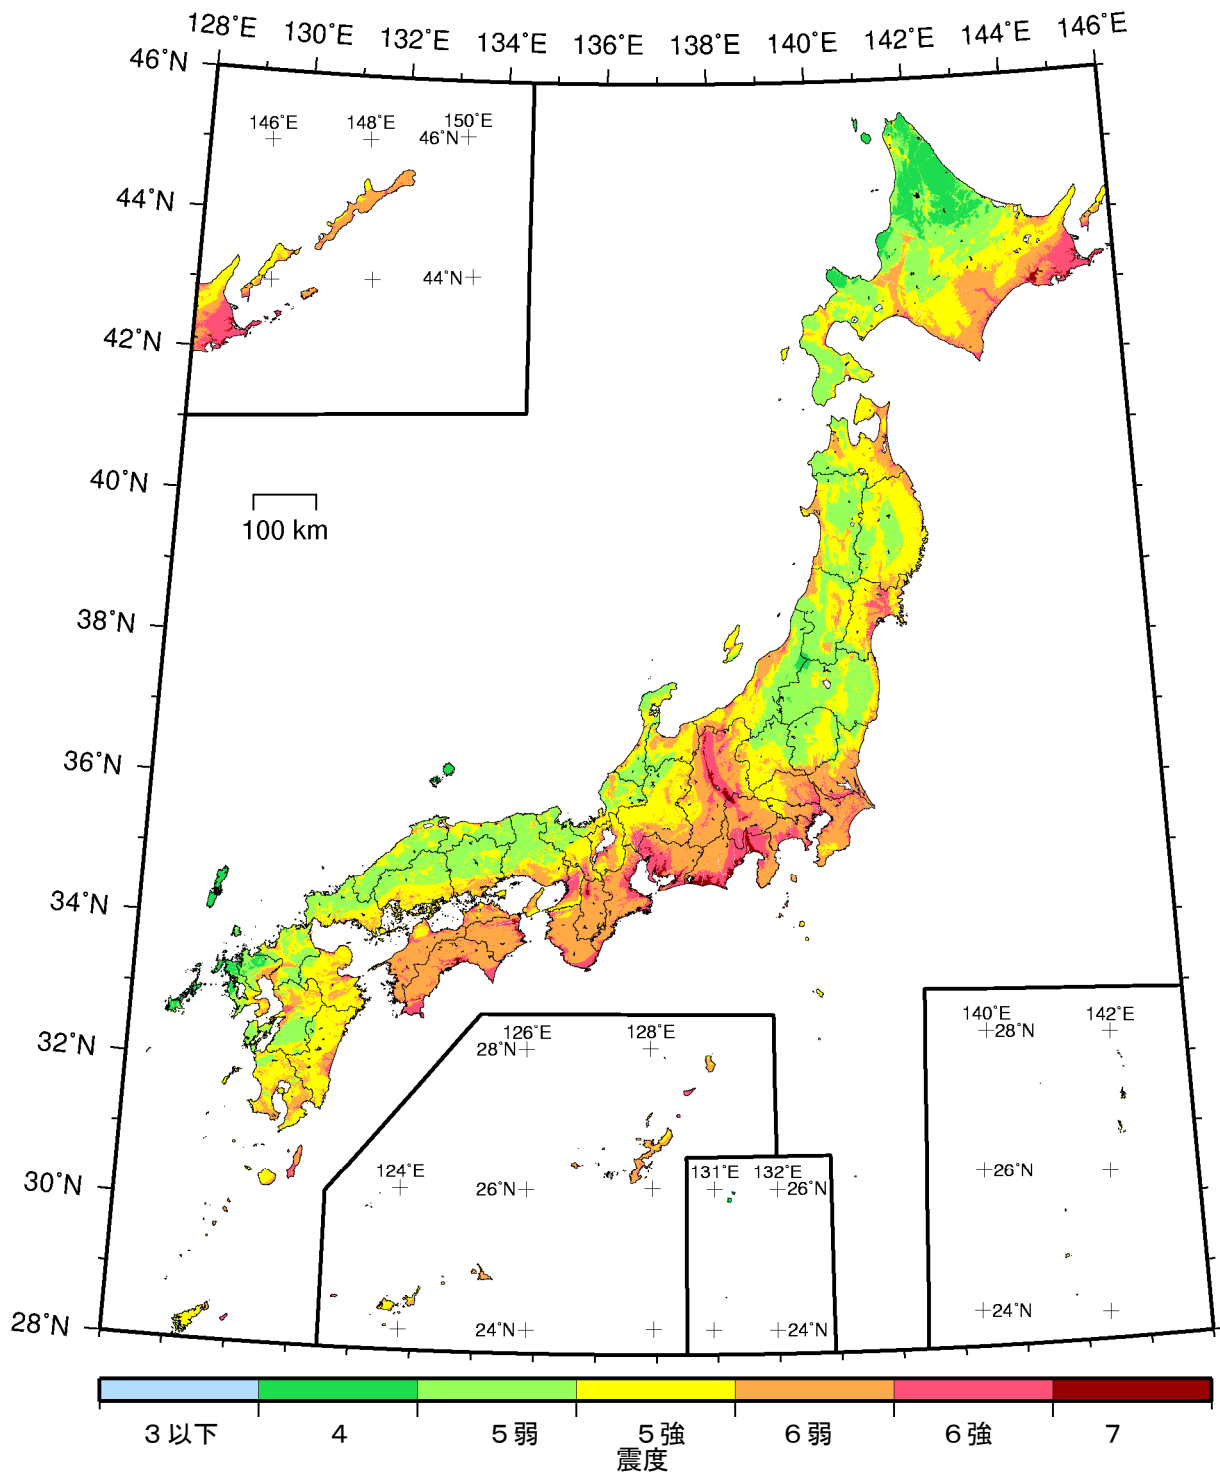 128°E 130°E 132°E 134°E 136°E 138°E 140°E 142°E 144°E 146°E
46°N
146°E 148°E 150°E
46°N
44°N
44°N
42°N
40°N
100 km
38°N
36°N
34°N
32°N
30°N
28°N
126°E 128°E
28°N
124°E
26°N
24°N
131°E 132°E
26°N
24°N
140°E 142°E
28°N
26°N
24°N
3以下 4 5弱 5強 6弱 6強 7
震度